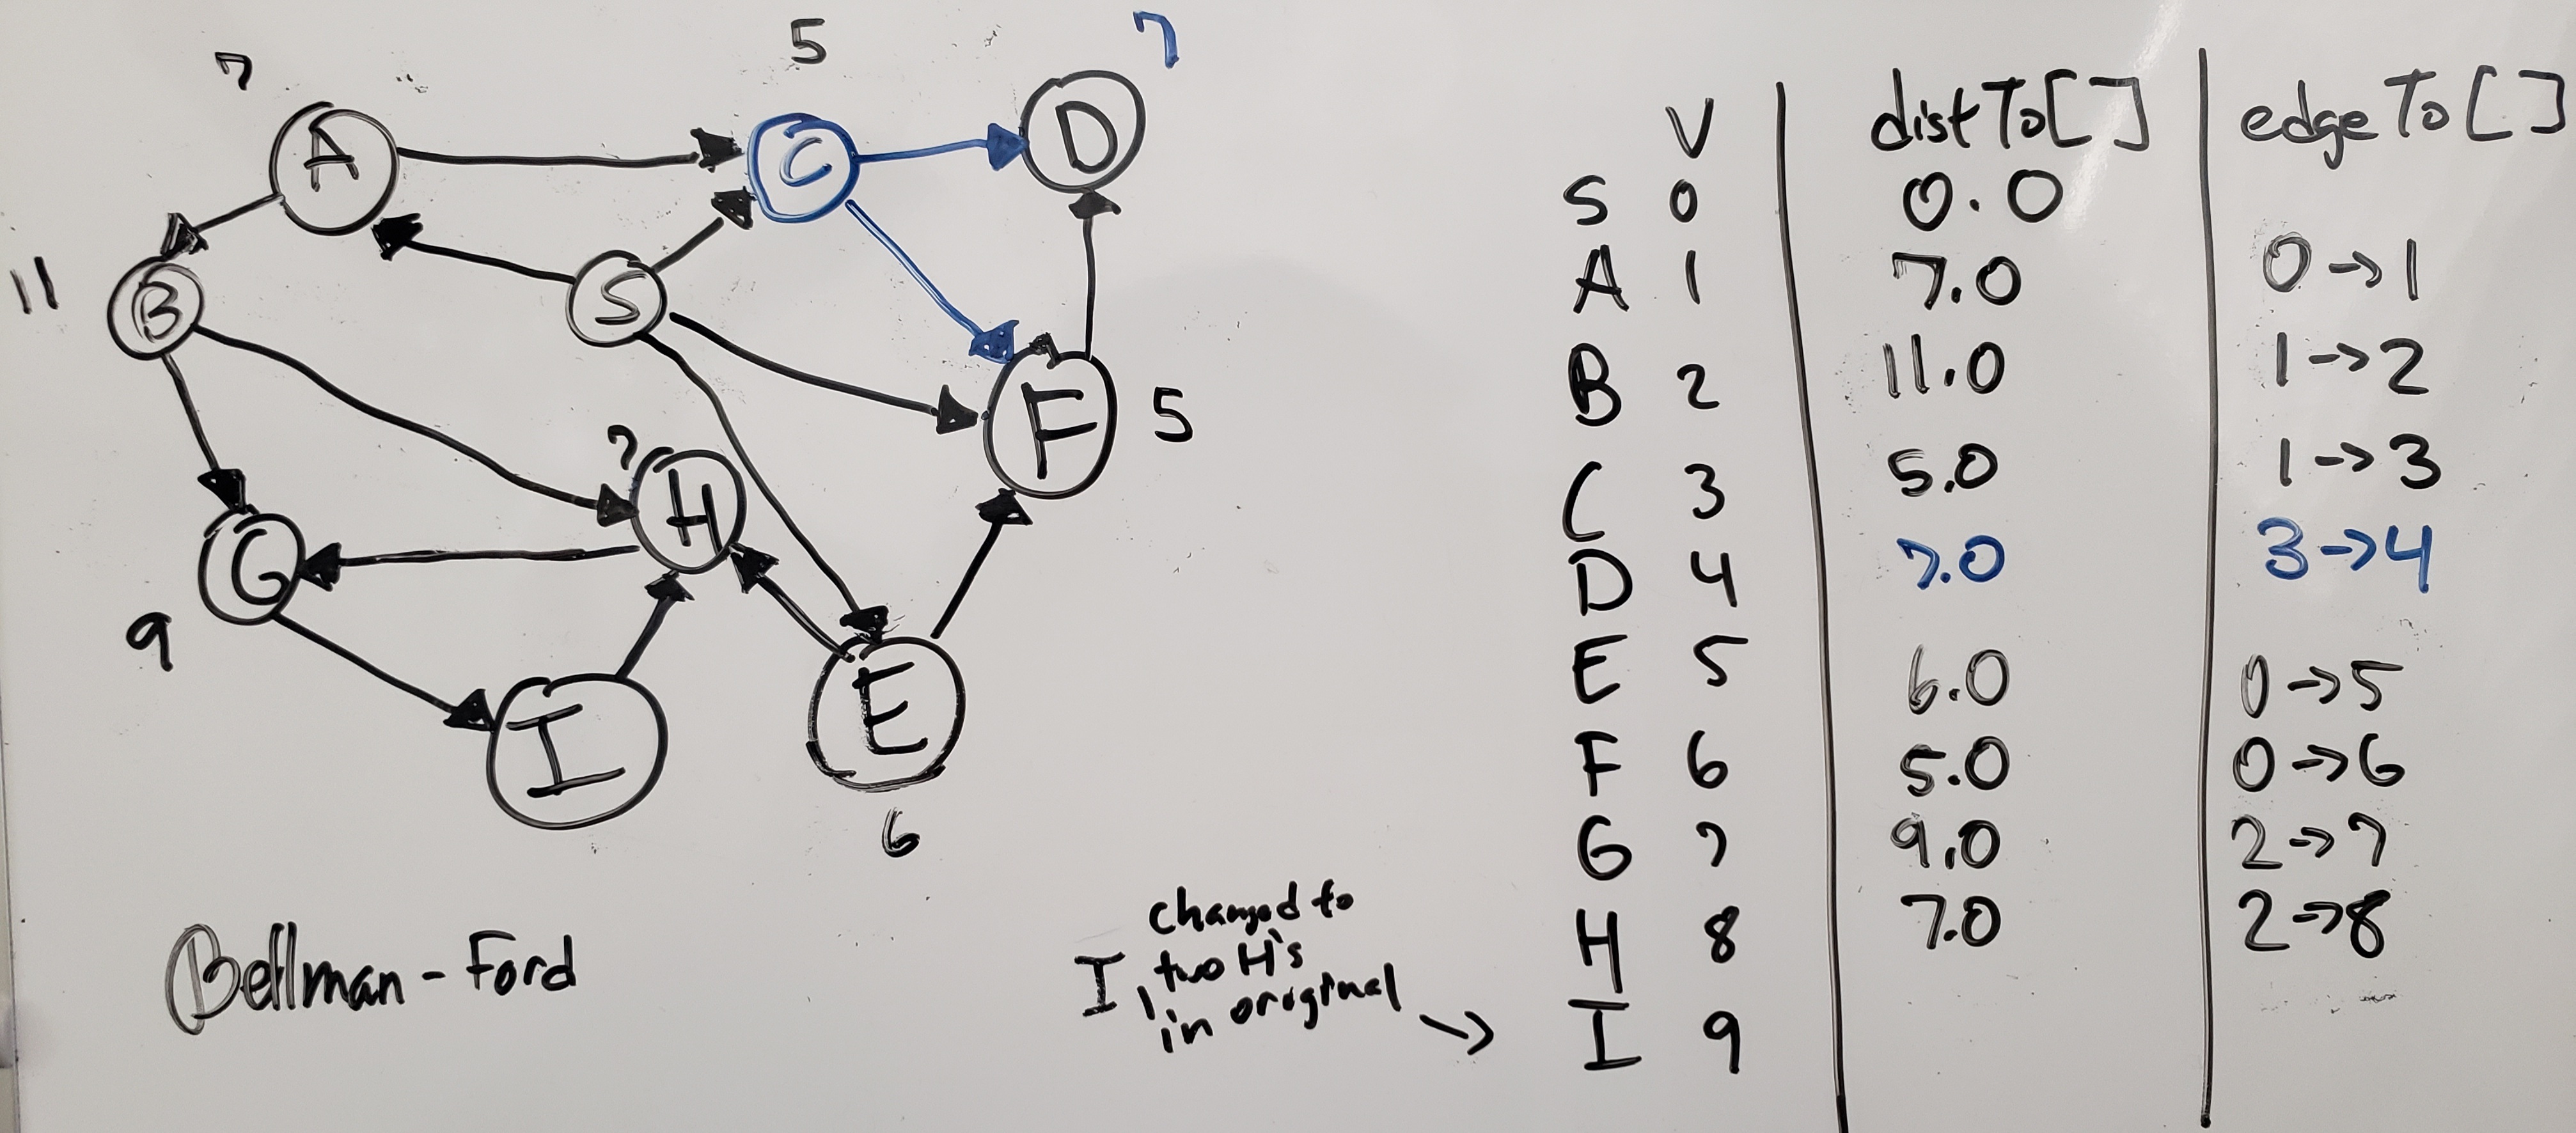 5
7
7
A
C
D
11
B
S
F
5
7
H
G
9
I
E
6
Bellman-Ford
I changed to
two H's
in original →
V distTo[] edgeTo[]
S 0 0.0
A 1 7.0 0→1
B 2 11.0 1→2
C 3 5.0 1→3
D 4 7.0 3→4
E 5 6.0 0→5
F 6 5.0 0→6
G 7 9.0 2→7
H 8 7.0 2→8
I 9